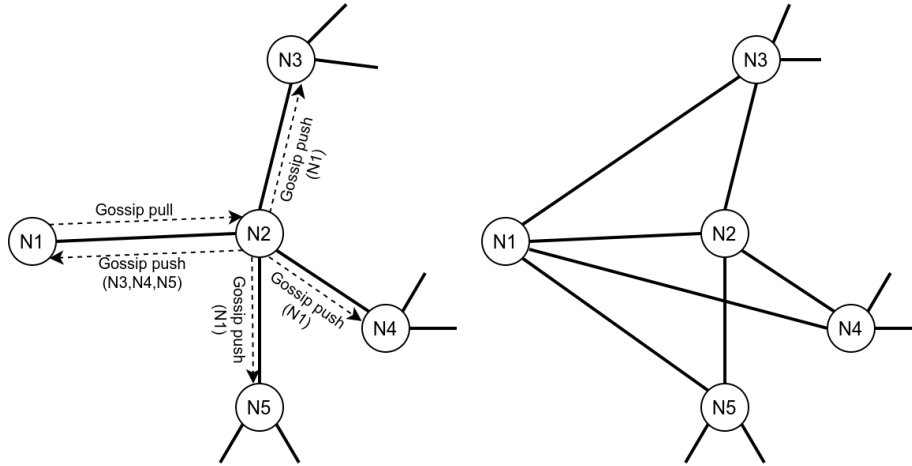 N3
Gossip push
(N1)
Gossip pull
N1
N2
Gossip push
(N3,N4,N5)
Gossip push
(N1)
Gossip push
(N1)
N4
N5
N3
N1
N2
N4
N5